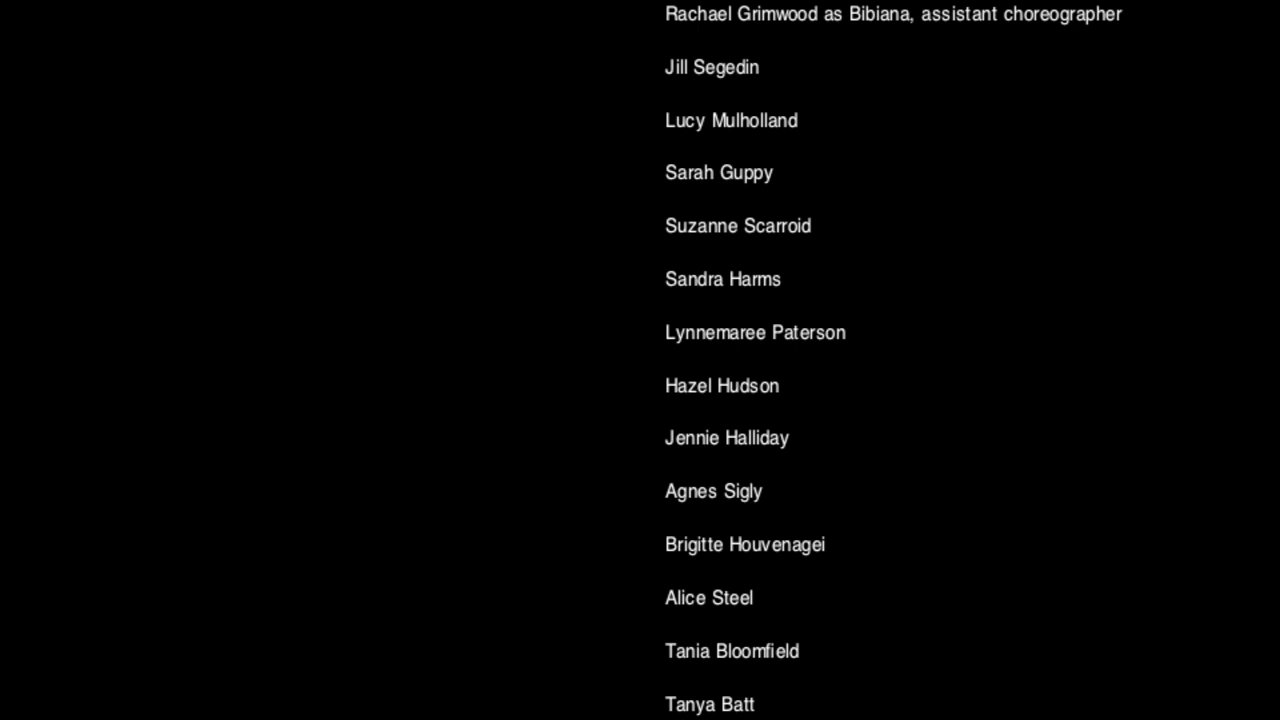 Rachael Grimwood as Bibiana, assistant choreographer
Jill Segedin
Lucy Mulholland
Sarah Guppy
Suzanne Scarroid
Sandra Harms
Lynnemaree Paterson
Hazel Hudson
Jennie Halliday
Agnes Sigly
Brigitte Houvenagei
Alice Steel
Tania Bloomfield
Tanya Batt